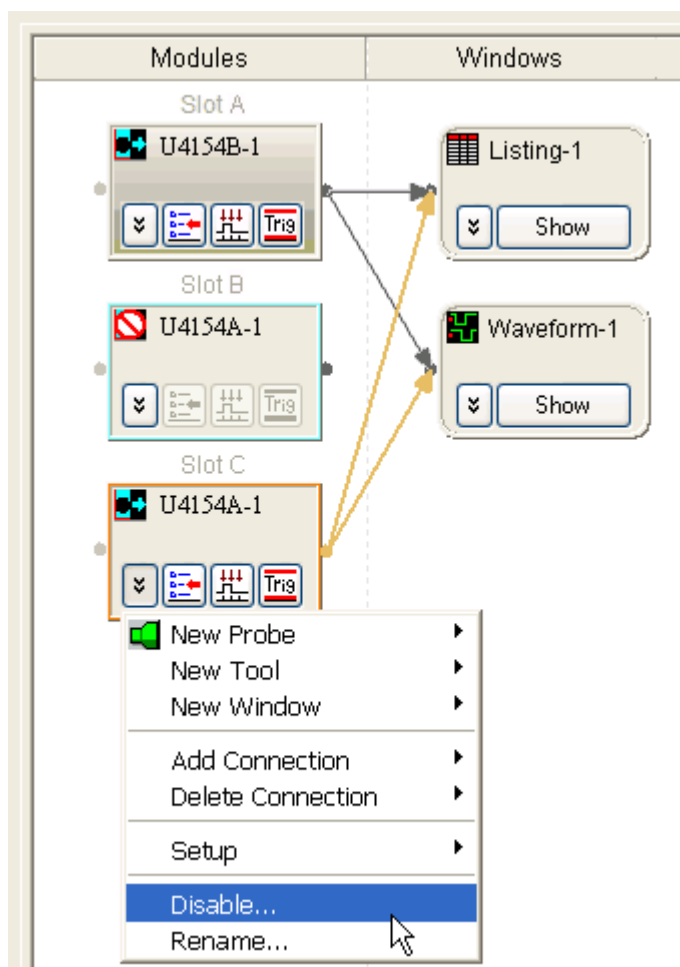 Modules Windows
Slot A
U4154B-1
Trig
Listing-1
Show
Slot B
U4154A-1
Trig
Waveform-1
Show
Slot C
U4154A-1
Trig
New Probe
New Tool
New Window
Add Connection
Delete Connection
Setup
Disable...
Rename...